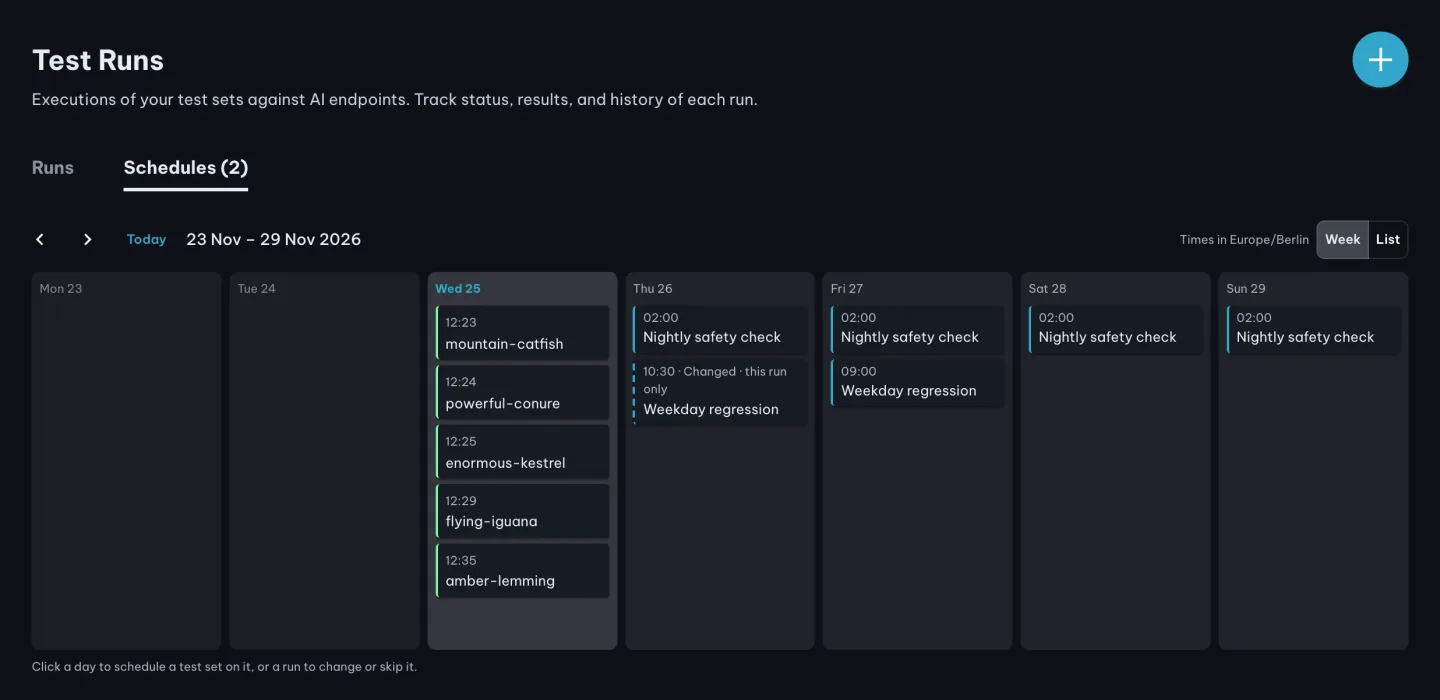 Test Runs
Executions of your test sets against AI endpoints. Track status, results, and history of each run.
Runs
Schedules (2)
Today
23 Nov – 29 Nov 2026
Times in Europe/Berlin
Week
List
Mon 23
Tue 24
Wed 25
12:23
mountain-catfish
12:24
powerful-conure
12:25
enormous-kestrel
12:29
flying-iguana
12:35
amber-lemming
Thu 26
02:00
Nightly safety check
10:30 · Changed · this run
only
Weekday regression
Fri 27
02:00
Nightly safety check
09:00
Weekday regression
Sat 28
02:00
Nightly safety check
Sun 29
02:00
Nightly safety check
Click a day to schedule a test set on it, or a run to change or skip it.